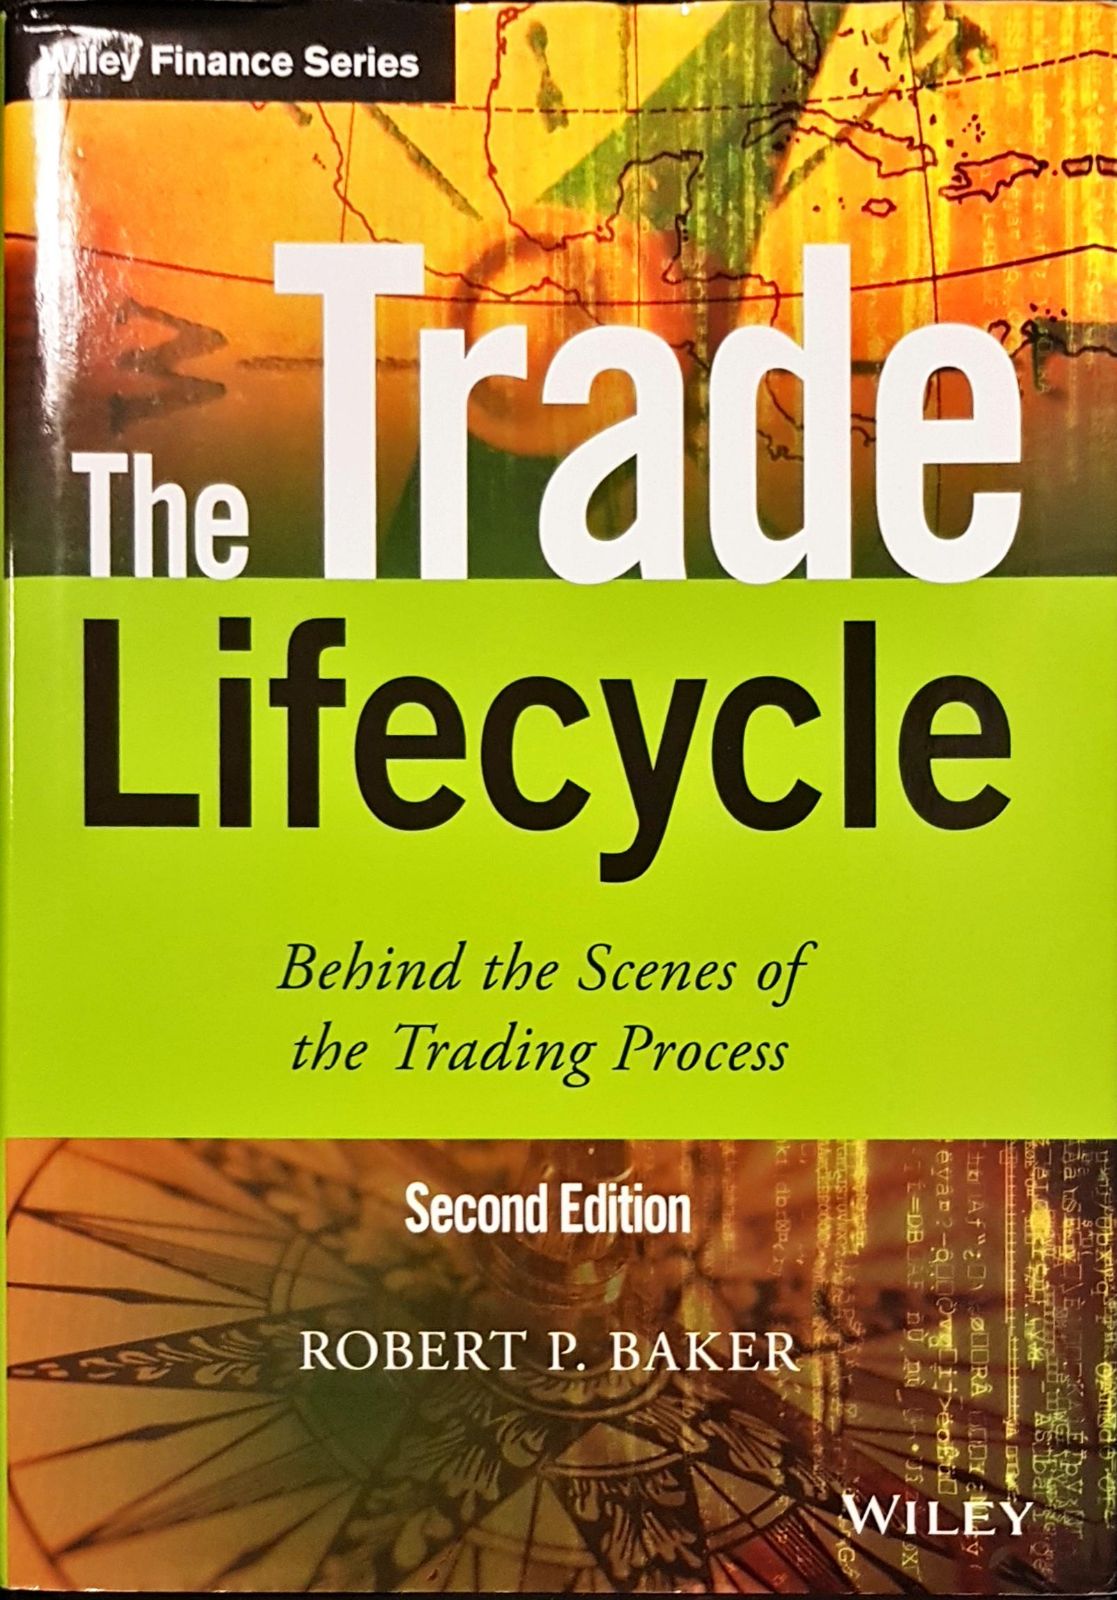 Wiley Finance Series
The Trade
Lifecycle
Behind the Scenes of
the Trading Process
Second Edition
ROBERT P. BAKER
WILEY